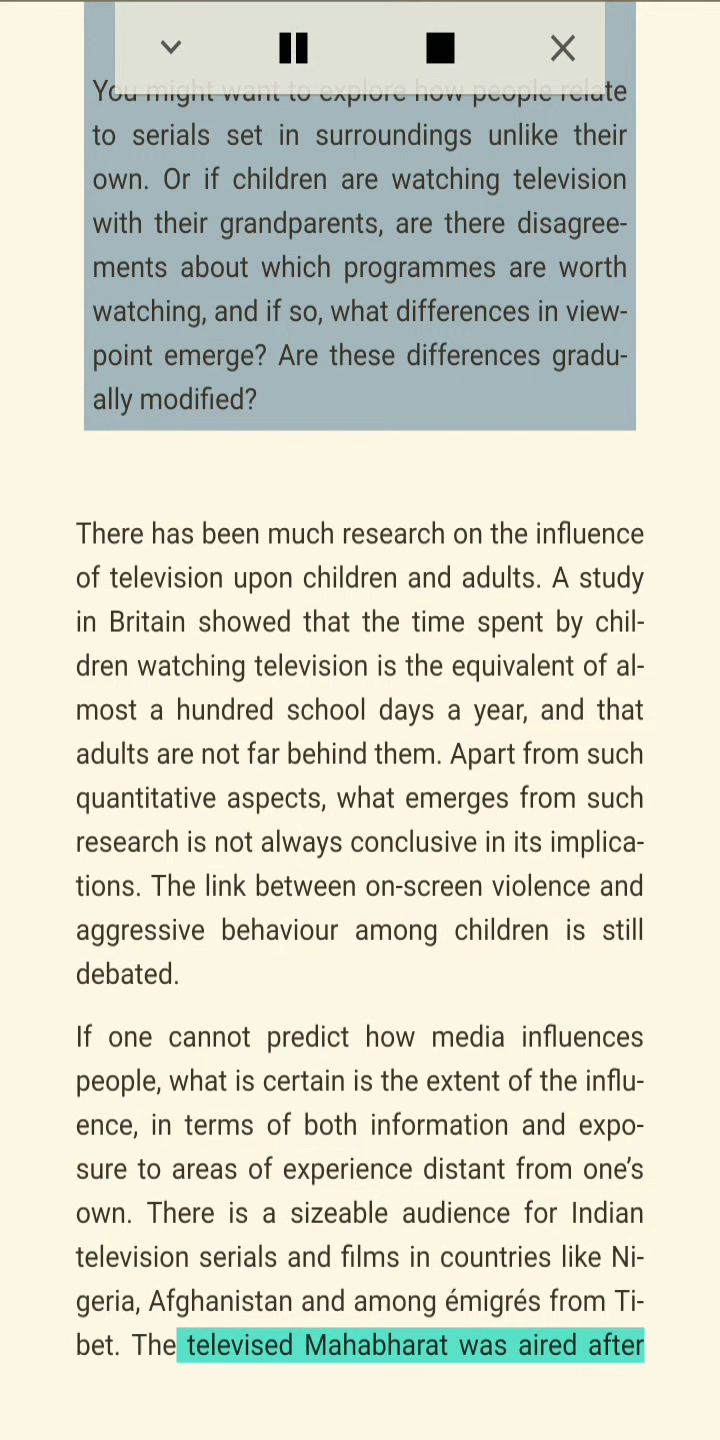 You might want to explore how people relate
to serials set in surroundings unlike their
own. Or if children are watching television
with their grandparents, are there disagree-
ments about which programmes are worth
watching, and if so, what differences in view-
point emerge? Are these differences gradu-
ally modified?
There has been much research on the influence
of television upon children and adults. A study
in Britain showed that the time spent by chil-
dren watching television is the equivalent of al-
most a hundred school days a year, and that
adults are not far behind them. Apart from such
quantitative aspects, what emerges from such
research is not always conclusive in its implica-
tions. The link between on-screen violence and
aggressive behaviour among children is still
debated.
If one cannot predict how media influences
people, what is certain is the extent of the influ-
ence, in terms of both information and expo-
sure to areas of experience distant from one’s
own. There is a sizeable audience for Indian
television serials and films in countries like Ni-
geria, Afghanistan and among émigrés from Ti-
bet. The televised Mahabharat was aired after